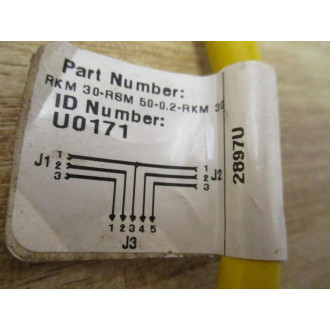 Part Number:
RKM 30-RSM 50-0.2-RKM 30
ID Number:
U0171
J1 1 2 3
1 2 3 J2
1 2 3 4 5
J3
2897U